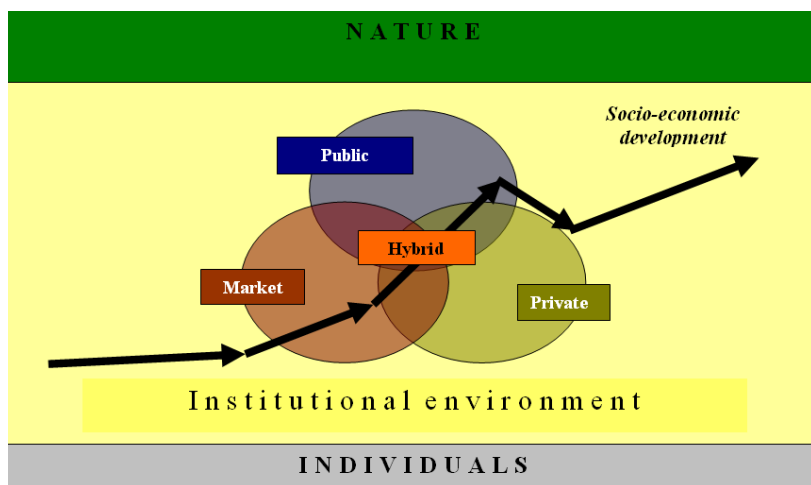 NATURE
Socio-economic
development
Public
Hybrid
Market
Private
Institutional environment
INDIVIDUALS